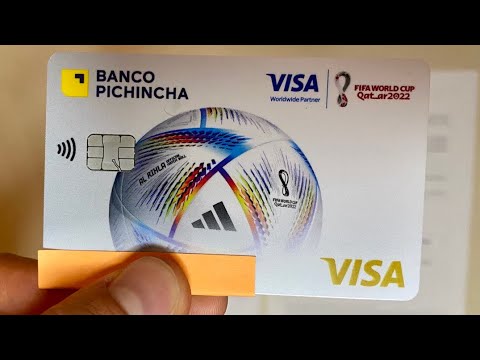 BANCO
PICHINCHA
VISA
Worldwide Partner
FIFA WORLD CUP
Qatar2022
AL RIHLA
FIFA WORLD CUP
Qatar2022
VISA